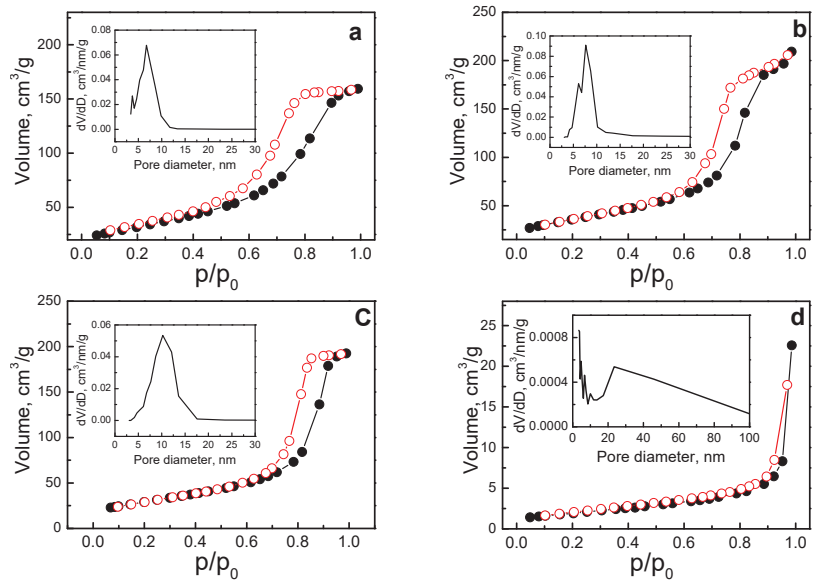 a
Volume, cm³/g
250
200
150
100
50
0.0 0.2 0.4 0.6 0.8 1.0
p/p₀
dV/dD, cm³/nm/g
0.08
0.06
0.04
0.02
0.00
0 5 10 15 20 25 30
Pore diameter, nm
b
Volume, cm³/g
250
200
150
100
50
0
0.0 0.2 0.4 0.6 0.8 1.0
p/p₀
dV/dD, cm³/nm/g
0.10
0.08
0.06
0.04
0.02
0.00
0 5 10 15 20 25 30
Pore diameter, nm
C
Volume, cm³/g
250
200
150
100
50
0
0.0 0.2 0.4 0.6 0.8 1.0
p/p₀
dV/dD, cm³/nm/g
0.06
0.04
0.02
0.00
0 5 10 15 20 25 30
Pore diameter, nm
d
Volume, cm³/g
25
20
15
10
5
0
0.0 0.2 0.4 0.6 0.8 1.0
p/p₀
dV/dD, cm³/nm/g
0.0008
0.0004
0.0000
0 20 40 60 80 100
Pore diameter, nm